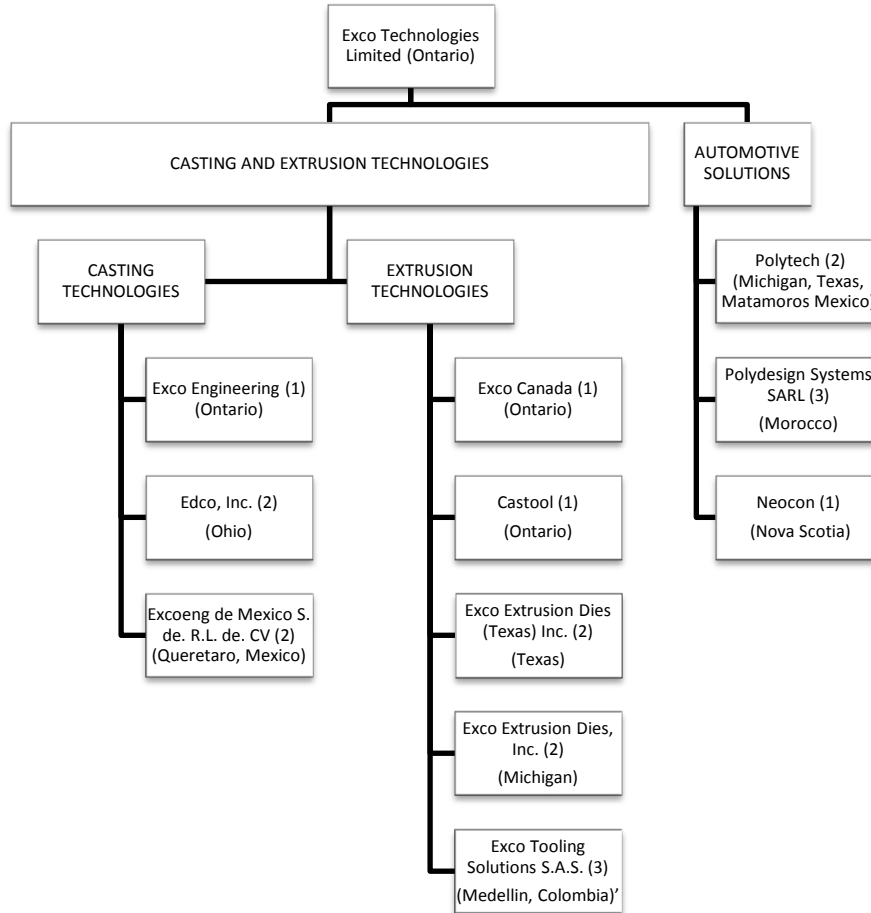 Exco Technologies
Limited (Ontario)
CASTING AND EXTRUSION TECHNOLOGIES
AUTOMOTIVE
SOLUTIONS
CASTING
TECHNOLOGIES
EXTRUSION
TECHNOLOGIES
Exco Engineering (1)
(Ontario)
Edco, Inc. (2)
(Ohio)
Excoeng de Mexico S.
de. R.L. de. CV (2)
(Queretaro, Mexico)
Exco Canada (1)
(Ontario)
Castool (1)
(Ontario)
Exco Extrusion Dies
(Texas) Inc. (2)
(Texas)
Exco Extrusion Dies,
Inc. (2)
(Michigan)
Exco Tooling
Solutions S.A.S. (3)
(Medellin, Colombia)’
Polytech (2)
(Michigan, Texas,
Matamoros Mexico)
Polydesign Systems
SARL (3)
(Morocco)
Neocon (1)
(Nova Scotia)